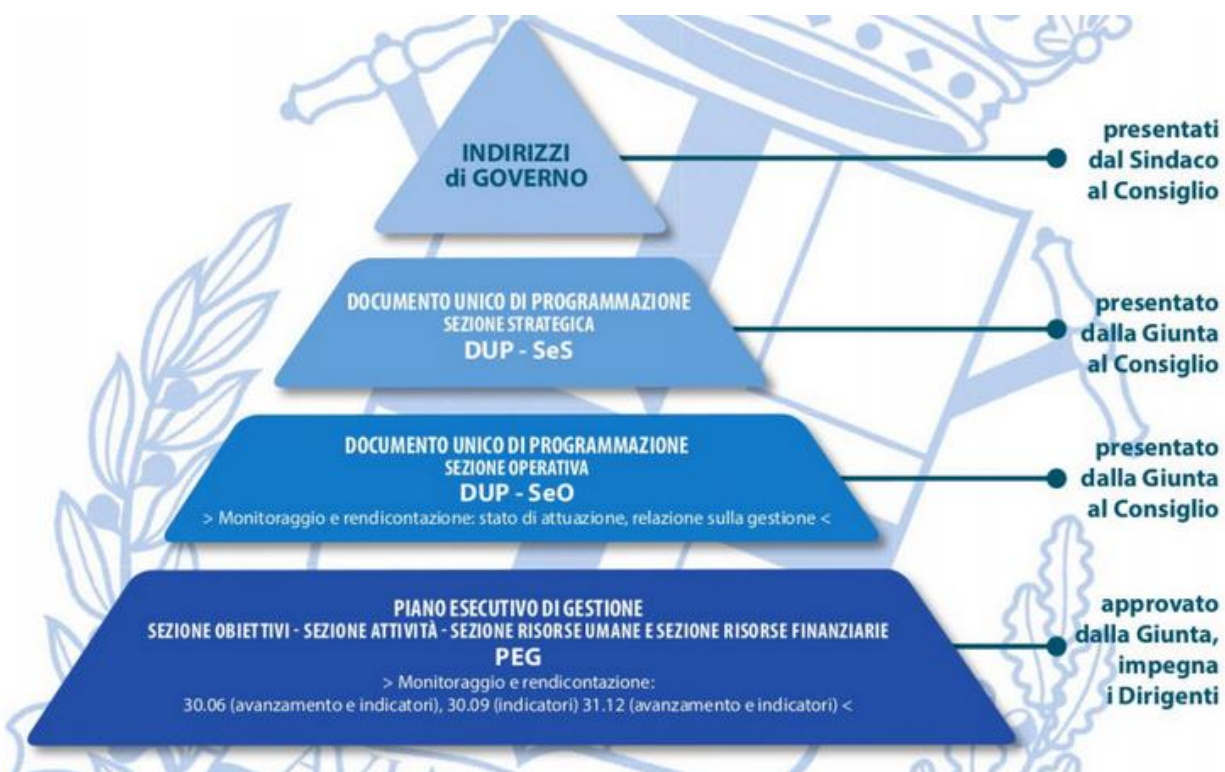 INDIRIZZI
di GOVERNO
presentati
dal Sindaco
al Consiglio
DOCUMENTO UNICO DI PROGRAMMAZIONE
SEZIONE STRATEGICA
DUP - SeS
presentato
dalla Giunta
al Consiglio
DOCUMENTO UNICO DI PROGRAMMAZIONE
SEZIONE OPERATIVA
DUP - SeO
> Monitoraggio e rendicontazione: stato di attuazione, relazione sulla gestione <
presentato
dalla Giunta
al Consiglio
PIANO ESECUTIVO DI GESTIONE
SEZIONE OBIETTIVI - SEZIONE ATTIVITÀ - SEZIONE RISORSE UMANE E SEZIONE RISORSE FINANZIARIE
PEG
> Monitoraggio e rendicontazione:
30.06 (avanzamento e indicatori), 30.09 (indicatori) 31.12 (avanzamento e indicatori) <
approvato
dalla Giunta,
impegna
i Dirigenti